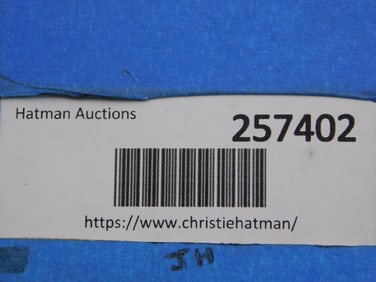 Hatman Auctions
257402
https://www.christiehatman/
JH